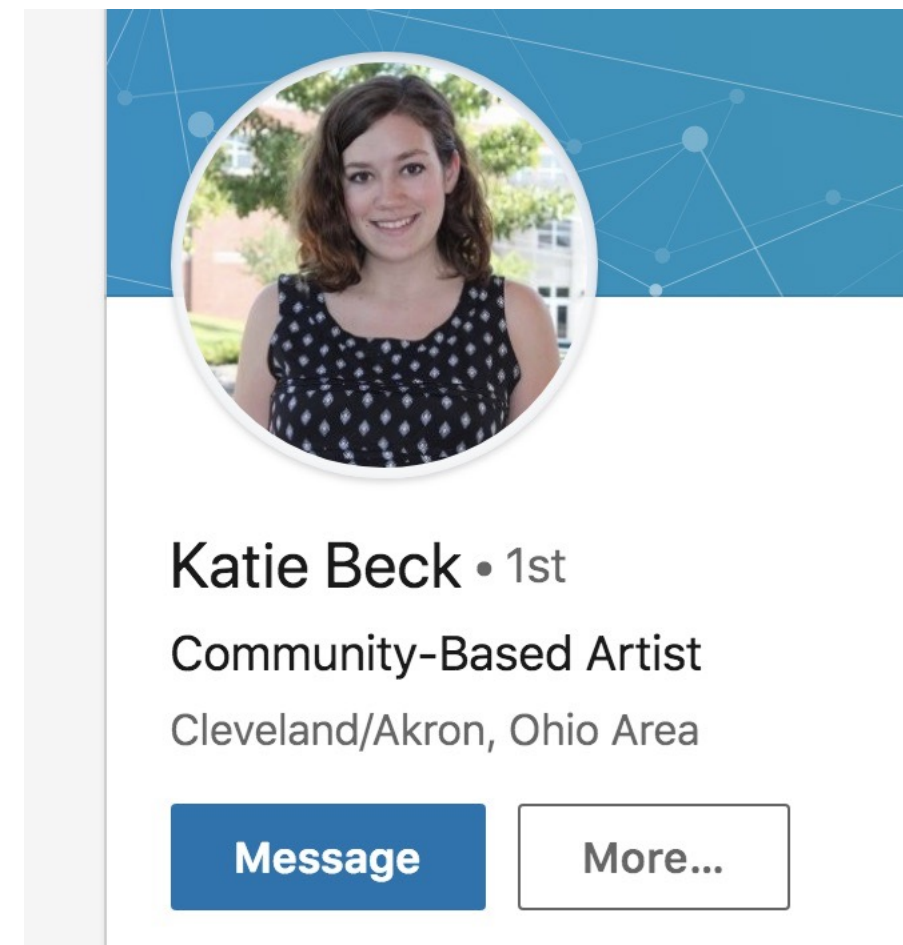 Katie Beck • 1st
Community-Based Artist
Cleveland/Akron, Ohio Area
Message More...